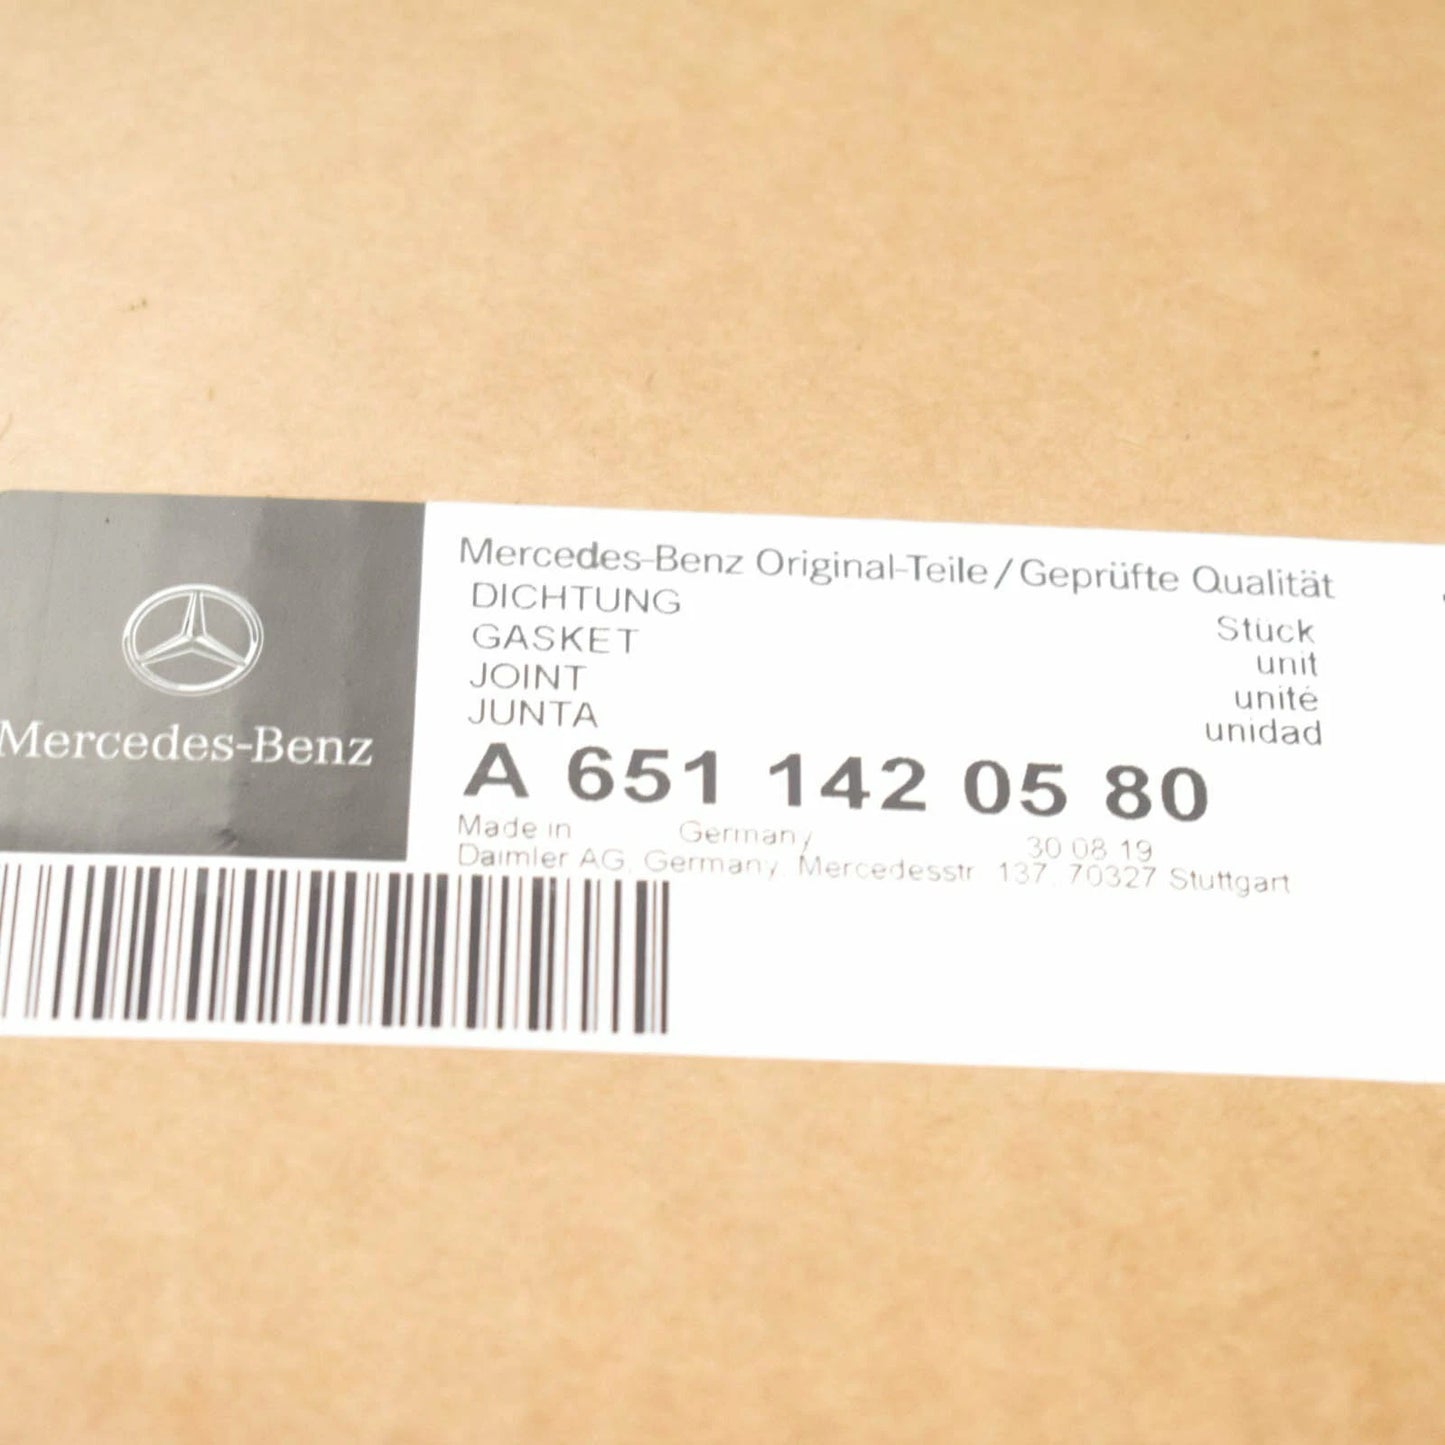 Mercedes-Benz
Mercedes-Benz Original-Teile/Geprüfte Qualität
DICHTUNG
GASKET
JOINT
JUNTA
Stück
unit
unité
unidad
A 651 142 05 80
Made in Germany 30 08 19
Daimler AG, Germany, Mercedesstr 137, 70327 Stuttgart